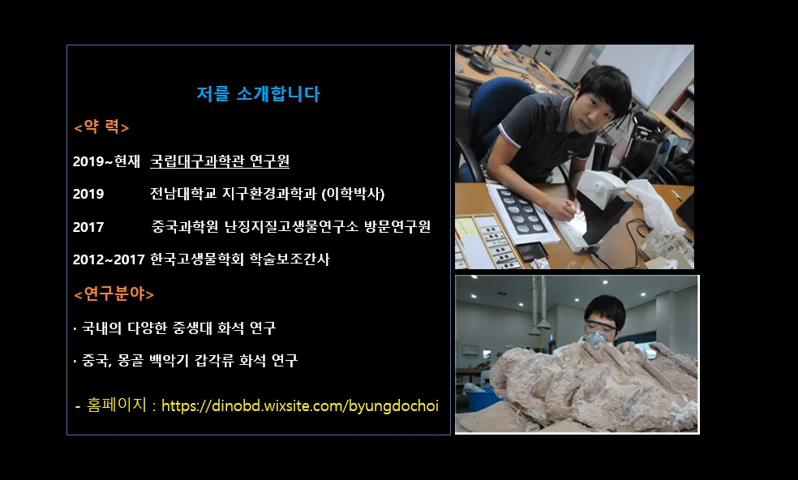 저를 소개합니다
<약 력>
2019~현재 국립대구과학관 연구원
2019 전남대학교 지구환경과학과 (이학박사)
2017 중국과학원 난징지질고생물연구소 방문연구원
2012~2017 한국고생물학회 학술보조간사
<연구분야>
· 국내의 다양한 중생대 화석 연구
· 중국, 몽골 백악기 갑각류 화석 연구
- 홈페이지 : https://dinobd.wixsite.com/byungdochoi